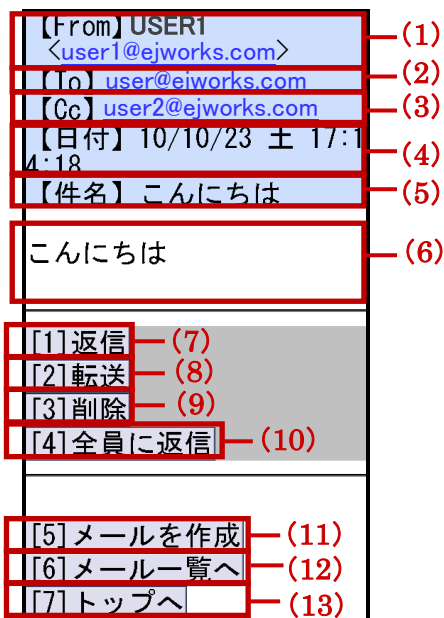 【From】USER1 (1)
<user1@ejworks.com>
【To】user@ejworks.com (2)
【Cc】user2@ejworks.com (3)
【日付】10/10/23 土 17:1 (4)
4:18
【件名】こんにちは (5)
こんにちは (6)
[1]返信 (7)
[2]転送 (8)
[3]削除 (9)
[4]全員に返信 (10)
[5]メールを作成 (11)
[6]メール一覧へ (12)
[7]トップへ (13)